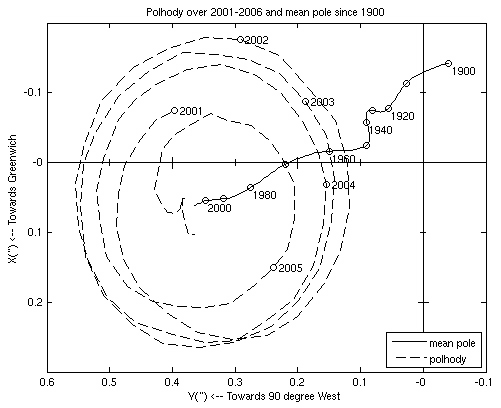 Polhody over 2001-2006 and mean pole since 1900
2002
1900
-0.1
2003
2001
1920
1940
-0
1960
2004
1980
2000
0.1
2005
0.2
X(") <-- Towards Greenwich
mean pole
polhody
0.6 0.5 0.4 0.3 0.2 0.1 -0 -0.1
Y(") <-- Towards 90 degree West